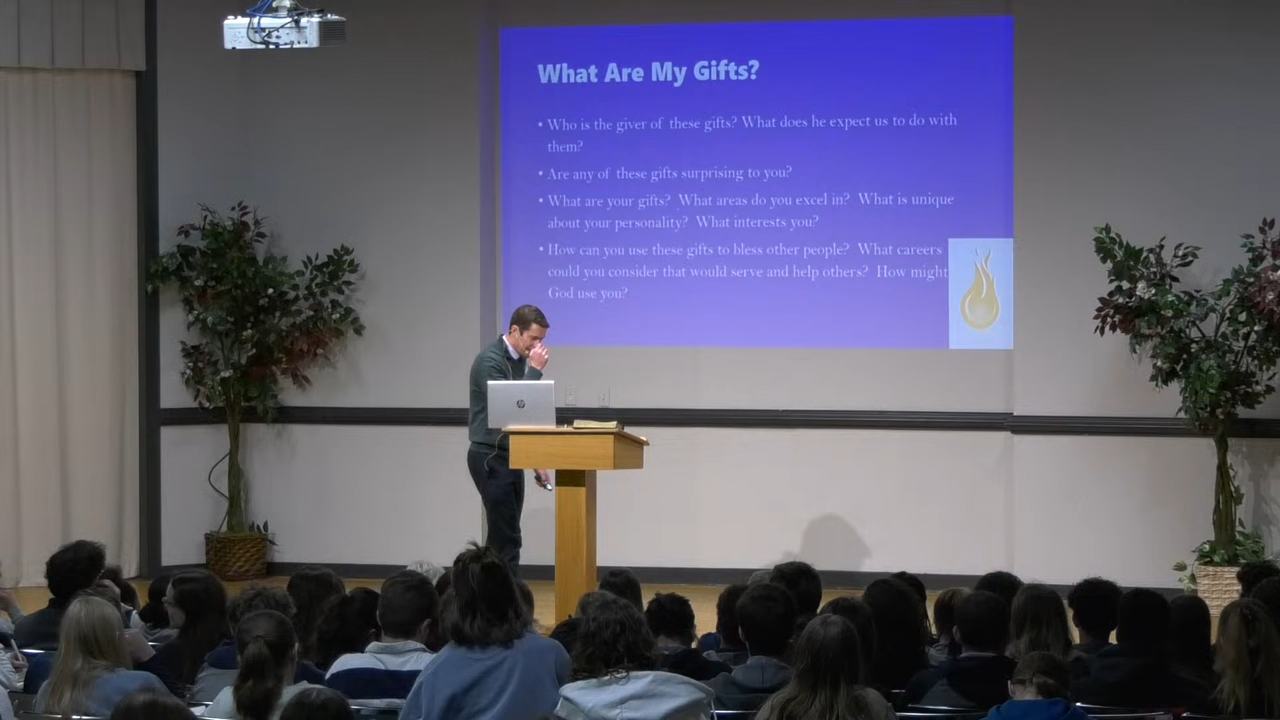 What Are My Gifts?
• Who is the giver of these gifts? What does he expect us to do with
them?
• Are any of these gifts surprising to you?
• What are your gifts? What areas do you excel in? What is unique
about your personality? What interests you?
• How can you use these gifts to bless other people? What careers
could you consider that would serve and help others? How might
God use you?
hp